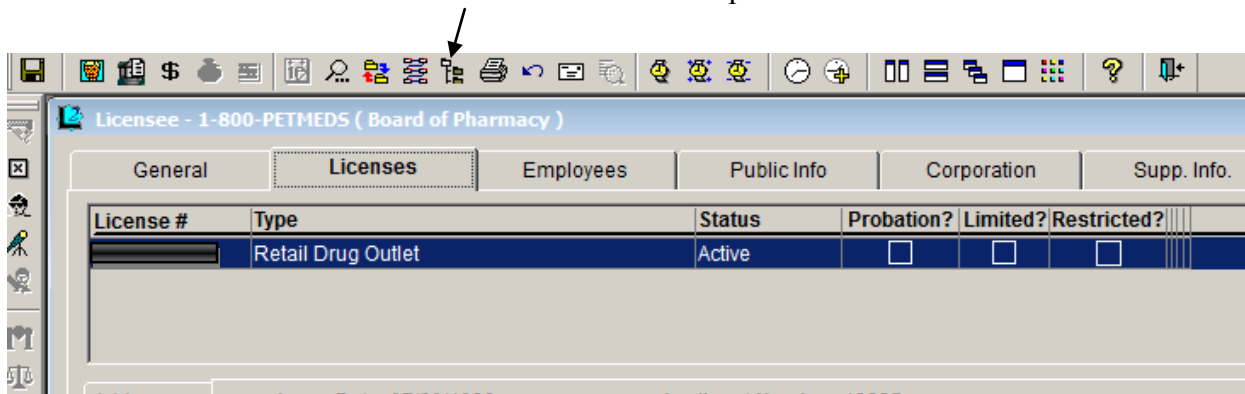 Licensee - 1-800-PETMEDS ( Board of Pharmacy )
General Licenses Employees Public Info Corporation Supp. Info.
License # Type Status Probation? Limited? Restricted?
Retail Drug Outlet Active